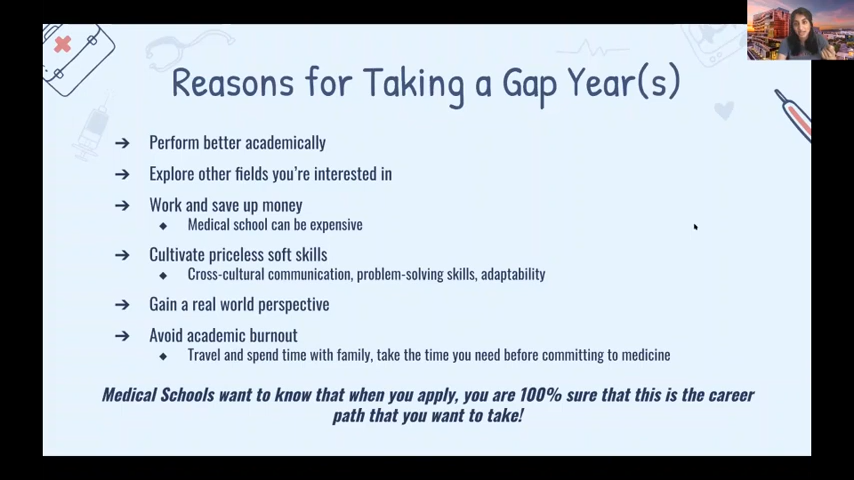 Reasons for Taking a Gap Year(s)
➔ Perform better academically
➔ Explore other fields you're interested in
➔ Work and save up money
◆ Medical school can be expensive
➔ Cultivate priceless soft skills
◆ Cross-cultural communication, problem-solving skills, adaptability
➔ Gain a real world perspective
➔ Avoid academic burnout
◆ Travel and spend time with family, take the time you need before committing to medicine
Medical Schools want to know that when you apply, you are 100% sure that this is the career
path that you want to take!